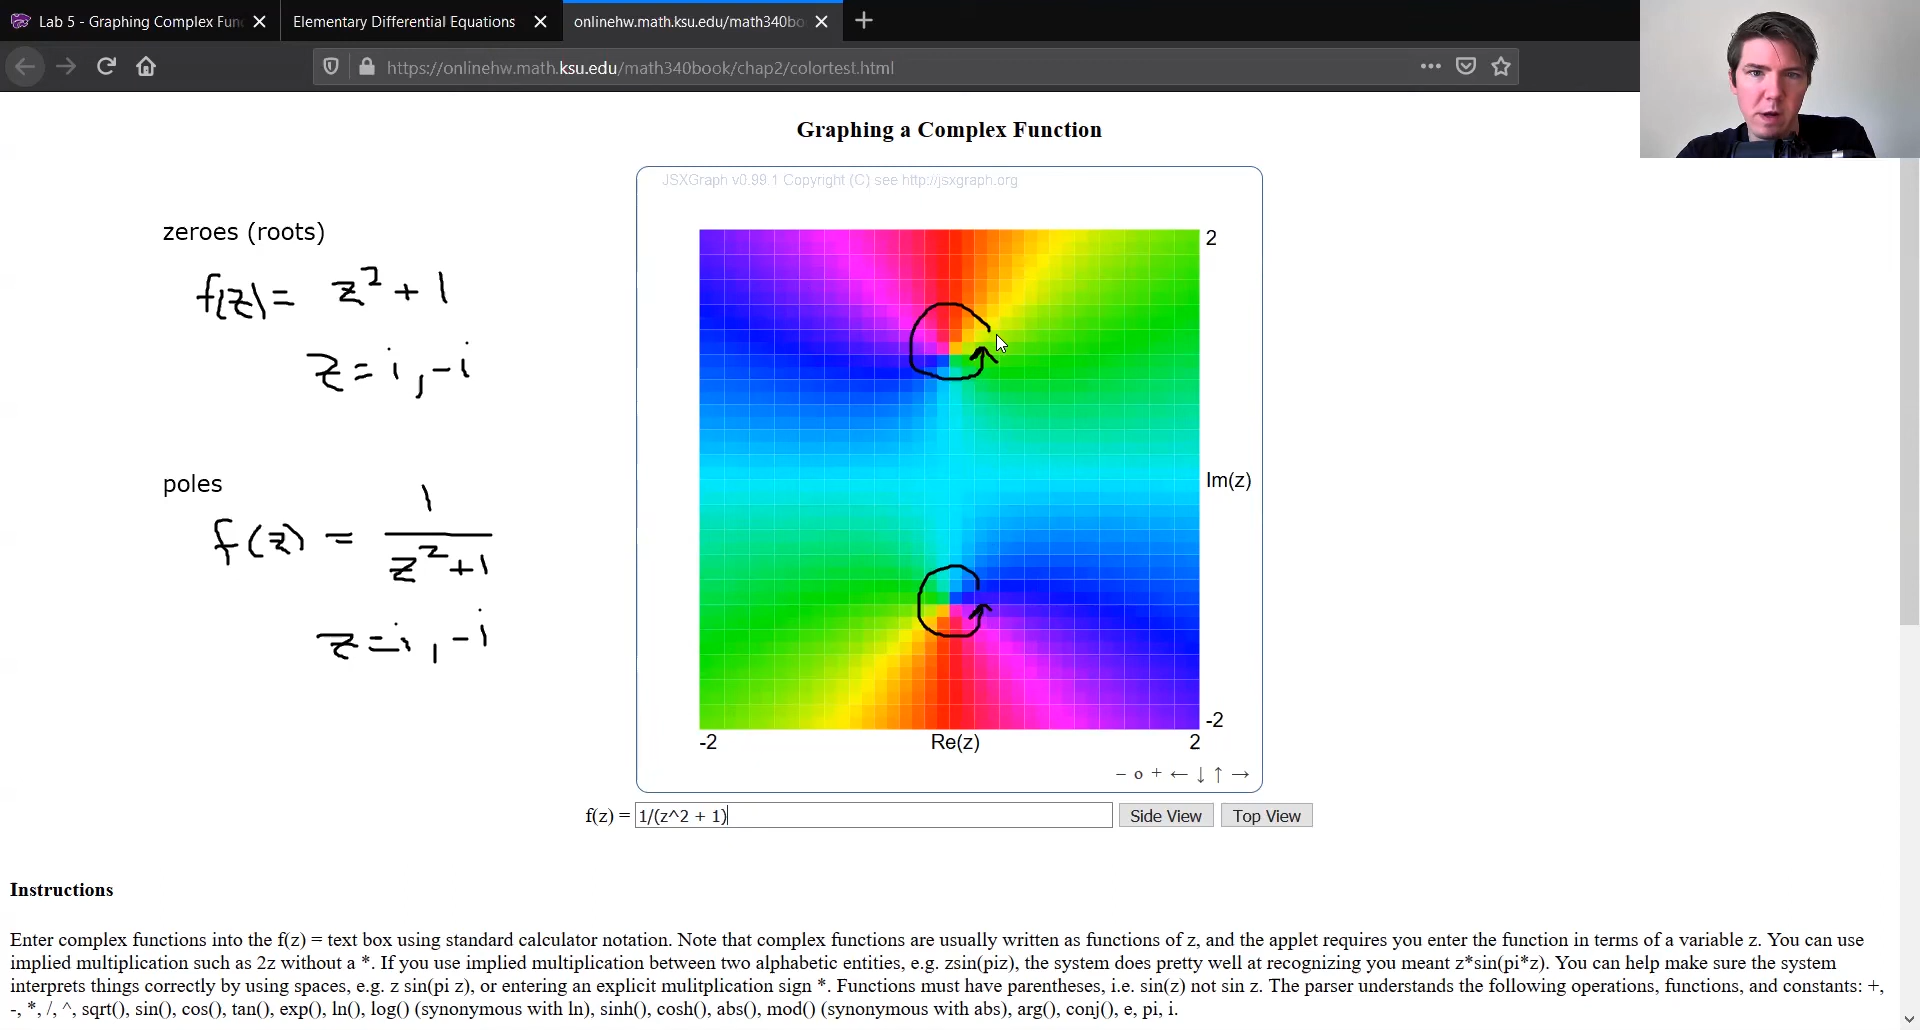 Lab 5 - Graphing Complex Fun
Elementary Differential Equations
onlinehw.math.ksu.edu/math340bo
https://onlinehw.math.ksu.edu/math340book/chap2/colortest.html
Graphing a Complex Function
JSXGraph v0.99.1 Copyright (C) see http://jsxgraph.org
zeroes (roots)
f(z) = z² + 1
z = i, -i
poles
f(z) = 1/(z² + 1)
z = i, -i
2
Im(z)
-2
-2
Re(z)
2
– o + ← ↓ ↑ →
f(z) = 1/(z^2 + 1)
Side View
Top View
Instructions
Enter complex functions into the f(z) = text box using standard calculator notation. Note that complex functions are usually written as functions of z, and the applet requires you enter the function in terms of a variable z. You can use
implied multiplication such as 2z without a *. If you use implied multiplication between two alphabetic entities, e.g. zsin(piz), the system does pretty well at recognizing you meant z*sin(pi*z). You can help make sure the system
interprets things correctly by using spaces, e.g. z sin(pi z), or entering an explicit mulitplication sign *. Functions must have parentheses, i.e. sin(z) not sin z. The parser understands the following operations, functions, and constants: +,
-, *, /, ^, sqrt(), sin(), cos(), tan(), exp(), ln(), log() (synonymous with ln), sinh(), cosh(), abs(), mod() (synonymous with abs), arg(), conj(), e, pi, i.